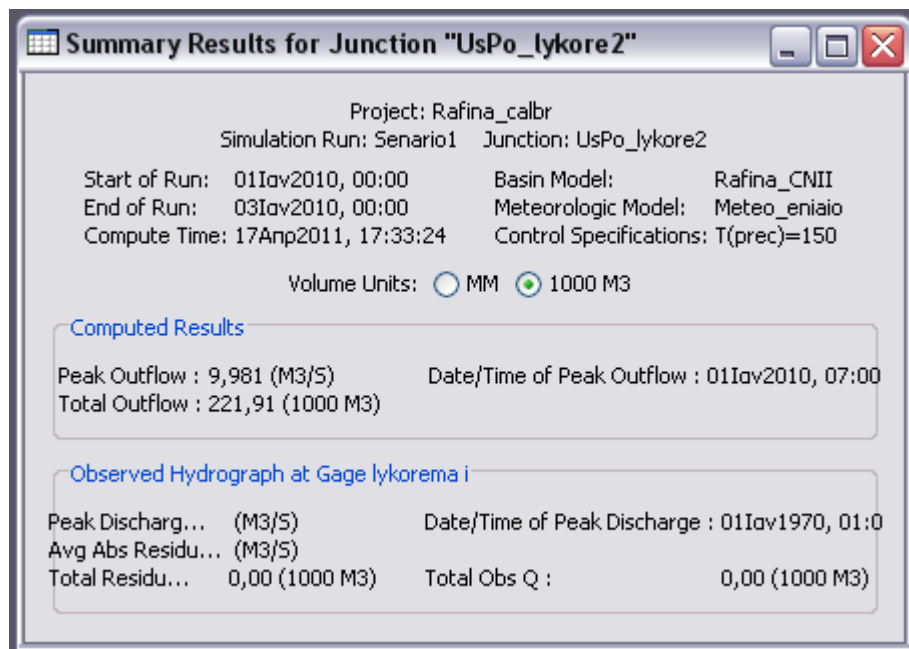 Summary Results for Junction "UsPo_lykore2"
Project: Rafina_calbr
Simulation Run: Senario1 Junction: UsPo_lykore2
Start of Run: 01Ιαν2010, 00:00 Basin Model: Rafina_CNII
End of Run: 03Ιαν2010, 00:00 Meteorologic Model: Meteo_eniaio
Compute Time: 17Απρ2011, 17:33:24 Control Specifications: T(prec)=150
Volume Units: MM 1000 M3
Computed Results
Peak Outflow : 9,981 (M3/S) Date/Time of Peak Outflow : 01Ιαν2010, 07:00
Total Outflow : 221,91 (1000 M3)
Observed Hydrograph at Gage lykorema i
Peak Discharg... (M3/S) Date/Time of Peak Discharge : 01Ιαν1970, 01:0
Avg Abs Residu... (M3/S)
Total Residu... 0,00 (1000 M3) Total Obs Q : 0,00 (1000 M3)